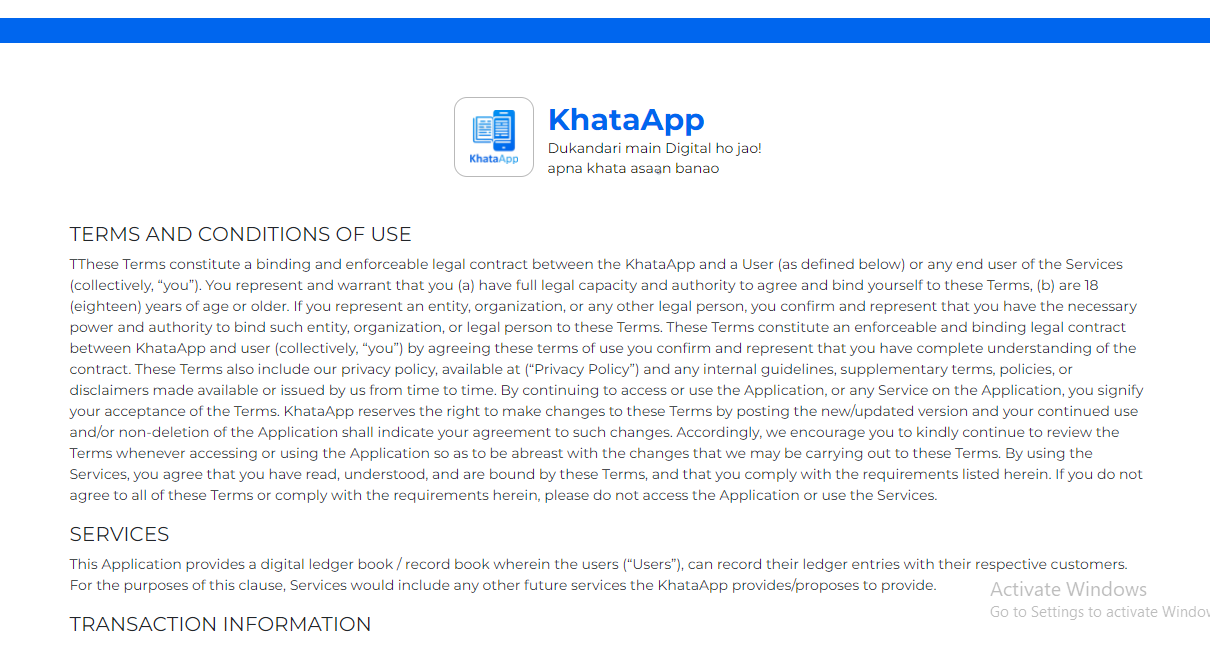 KhataApp
KhataApp
Dukandari main Digital ho jao!
apna khata asaan banao
TERMS AND CONDITIONS OF USE
TThese Terms constitute a binding and enforceable legal contract between the KhataApp and a User (as defined below) or any end user of the Services
(collectively, “you”). You represent and warrant that you (a) have full legal capacity and authority to agree and bind yourself to these Terms, (b) are 18
(eighteen) years of age or older. If you represent an entity, organization, or any other legal person, you confirm and represent that you have the necessary
power and authority to bind such entity, organization, or legal person to these Terms. These Terms constitute an enforceable and binding legal contract
between KhataApp and user (collectively, “you”) by agreeing these terms of use you confirm and represent that you have complete understanding of the
contract. These Terms also include our privacy policy, available at (“Privacy Policy”) and any internal guidelines, supplementary terms, policies, or
disclaimers made available or issued by us from time to time. By continuing to access or use the Application, or any Service on the Application, you signify
your acceptance of the Terms. KhataApp reserves the right to make changes to these Terms by posting the new/updated version and your continued use
and/or non-deletion of the Application shall indicate your agreement to such changes. Accordingly, we encourage you to kindly continue to review the
Terms whenever accessing or using the Application so as to be abreast with the changes that we may be carrying out to these Terms. By using the
Services, you agree that you have read, understood, and are bound by these Terms, and that you comply with the requirements listed herein. If you do not
agree to all of these Terms or comply with the requirements herein, please do not access the Application or use the Services.
SERVICES
This Application provides a digital ledger book / record book wherein the users (“Users”), can record their ledger entries with their respective customers.
For the purposes of this clause, Services would include any other future services the KhataApp provides/proposes to provide.
Activate Windows
Go to Settings to activate Window
TRANSACTION INFORMATION